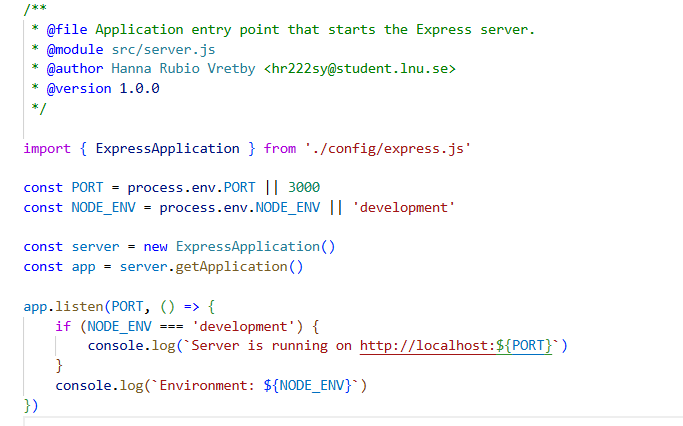 /**
 * @file Application entry point that starts the Express server.
 * @module src/server.js
 * @author Hanna Rubio Vretby <hr222sy@student.lnu.se>
 * @version 1.0.0
 */
import { ExpressApplication } from './config/express.js'
const PORT = process.env.PORT || 3000
const NODE_ENV = process.env.NODE_ENV || 'development'
const server = new ExpressApplication()
const app = server.getApplication()
app.listen(PORT, () => {
    if (NODE_ENV === 'development') {
        console.log(`Server is running on http://localhost:${PORT}`)
    }
    console.log(`Environment: ${NODE_ENV}`)
})